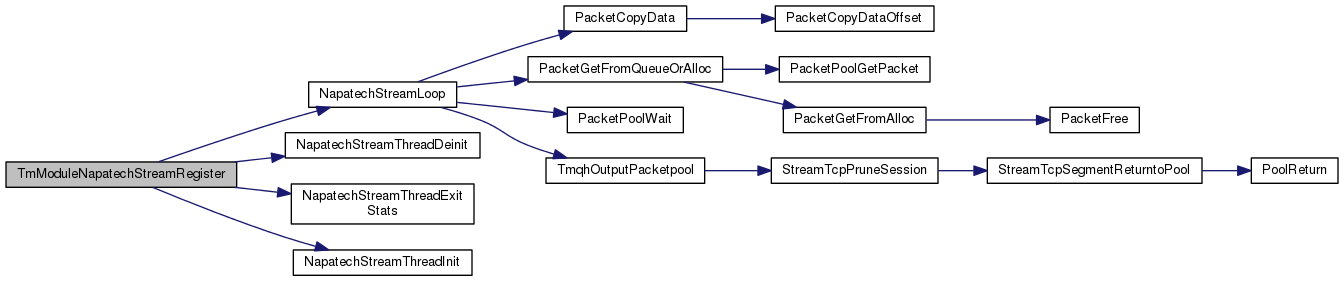 TmModuleNapatechStreamRegister
NapatechStreamLoop
NapatechStreamThreadDeinit
NapatechStreamThreadExit
Stats
NapatechStreamThreadInit
PacketCopyData
PacketGetFromQueueOrAlloc
PacketPoolWait
TmqhOutputPacketpool
PacketCopyDataOffset
PacketPoolGetPacket
PacketGetFromAlloc
StreamTcpPruneSession
PacketFree
StreamTcpSegmentReturntoPool
PoolReturn